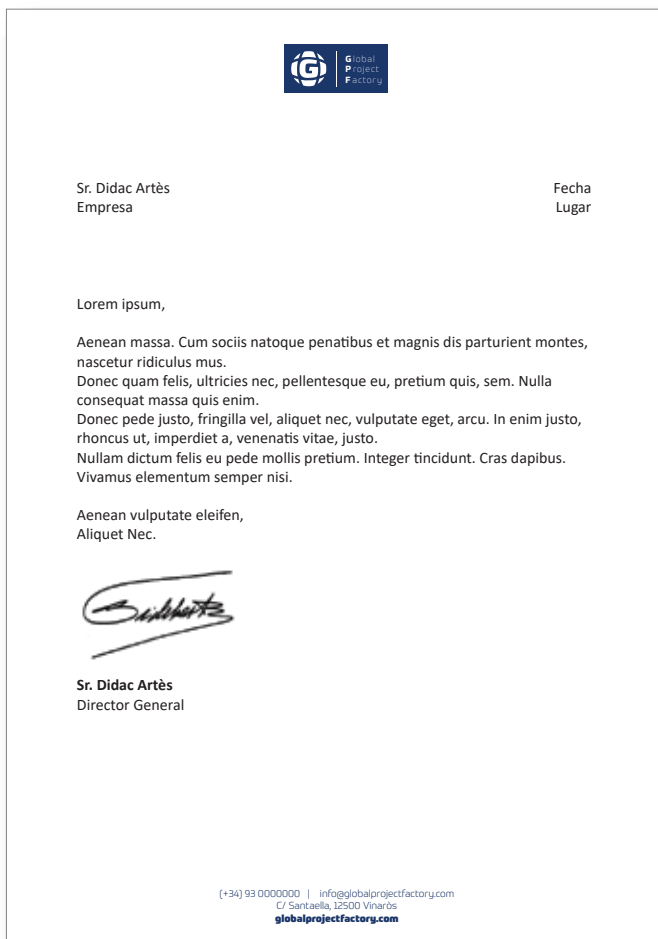 Global
Project
Factory
Sr. Didac Artès
Fecha
Empresa
Lugar
Lorem ipsum,
Aenean massa. Cum sociis natoque penatibus et magnis dis parturient montes,
nascetur ridiculus mus.
Donec quam felis, ultricies nec, pellentesque eu, pretium quis, sem. Nulla
consequat massa quis enim.
Donec pede justo, fringilla vel, aliquet nec, vulputate eget, arcu. In enim justo,
rhoncus ut, imperdiet a, venenatis vitae, justo.
Nullam dictum felis eu pede mollis pretium. Integer tincidunt. Cras dapibus.
Vivamus elementum semper nisi.
Aenean vulputate eleifen,
Aliquet Nec.
Sr. Didac Artès
Director General
(+34) 93 0000000 | info@globalprojectfactory.com
C/ Santaella, 12500 Vinaròs
globalprojectfactory.com